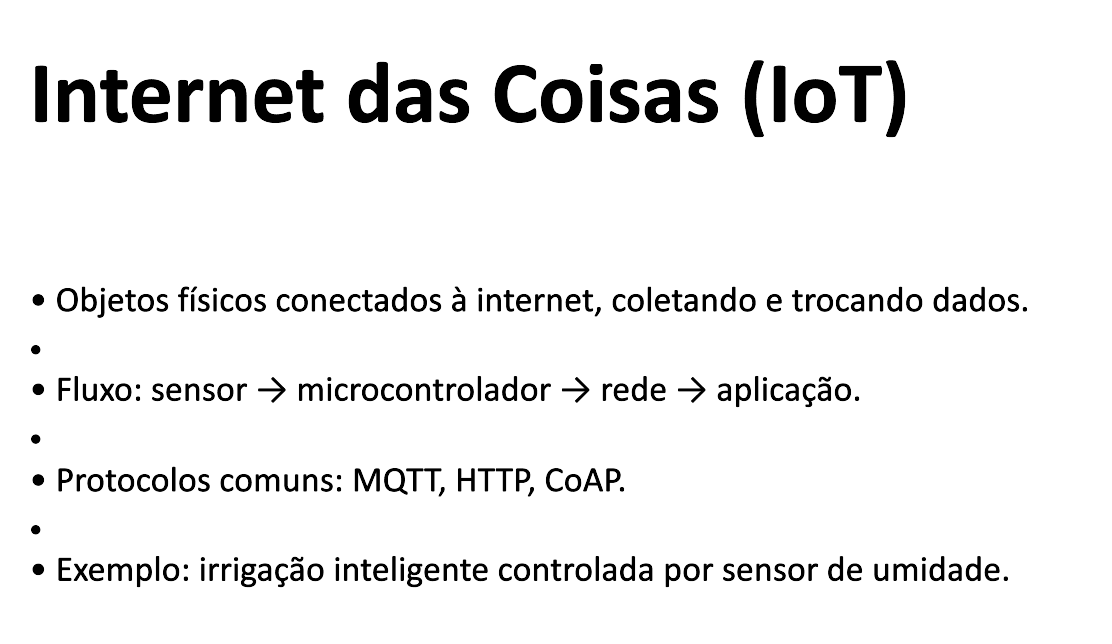 Internet das Coisas (IoT)
• Objetos físicos conectados à internet, coletando e trocando dados.
•
• Fluxo: sensor → microcontrolador → rede → aplicação.
•
• Protocolos comuns: MQTT, HTTP, CoAP.
•
• Exemplo: irrigação inteligente controlada por sensor de umidade.